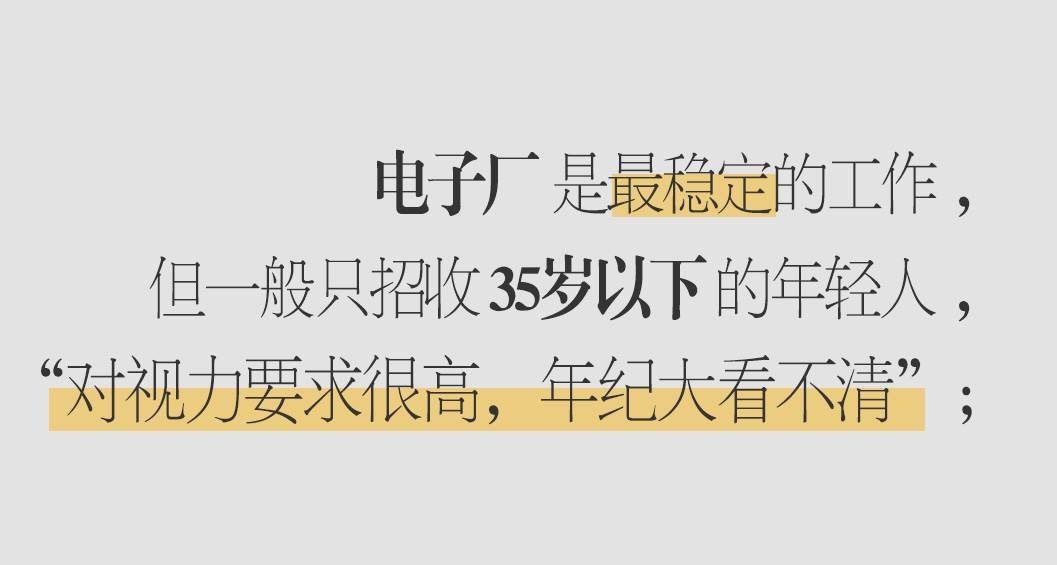 电子厂是最稳定的工作，
但一般只招收35岁以下的年轻人，
“对视力要求很高，年纪大看不清”；